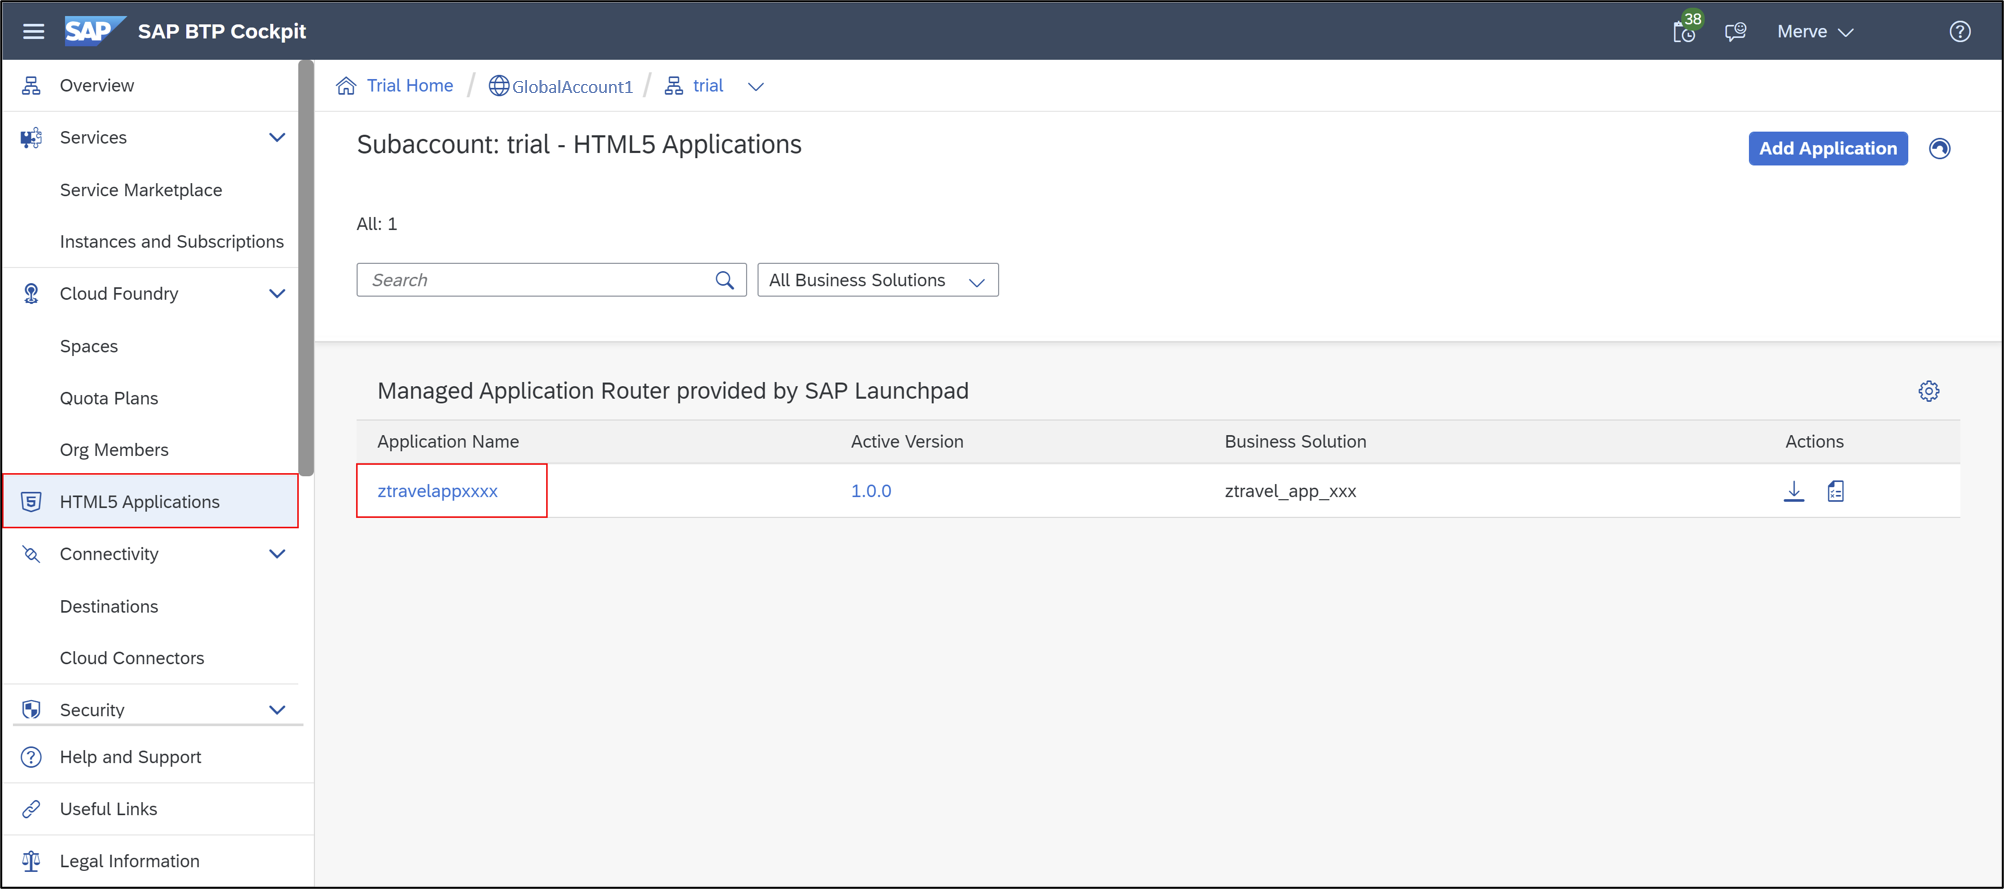 SAP SAP BTP Cockpit 38 Merve
Overview
Services
Service Marketplace
Instances and Subscriptions
Cloud Foundry
Spaces
Quota Plans
Org Members
HTML5 Applications
Connectivity
Destinations
Cloud Connectors
Security
Help and Support
Useful Links
Legal Information
Trial Home / GlobalAccount1 / trial
Subaccount: trial - HTML5 Applications
Add Application
All: 1
Search
All Business Solutions
Managed Application Router provided by SAP Launchpad
Application Name Active Version Business Solution Actions
ztravelappxxxx 1.0.0 ztravel_app_xxx